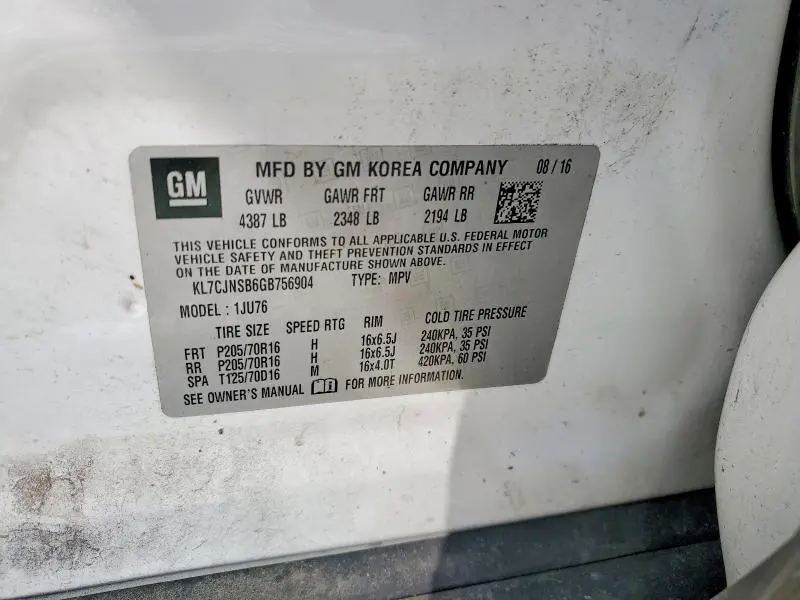 GM
MFD BY GM KOREA COMPANY 08 / 16
GVWR GAWR FRT GAWR RR
4387 LB 2348 LB 2194 LB
THIS VEHICLE CONFORMS TO ALL APPLICABLE U.S. FEDERAL MOTOR
VEHICLE SAFETY AND THEFT PREVENTION STANDARDS IN EFFECT
ON THE DATE OF MANUFACTURE SHOWN ABOVE.
KL7CJNSB6GB756904 TYPE: MPV
MODEL : 1JU76
TIRE SIZE SPEED RTG RIM COLD TIRE PRESSURE
FRT P205/70R16 H 16x6.5J 240KPA, 35 PSI
RR P205/70R16 H 16x6.5J 240KPA, 35 PSI
SPA T125/70D16 M 16x4.0T 420KPA, 60 PSI
SEE OWNER'S MANUAL FOR MORE INFORMATION.